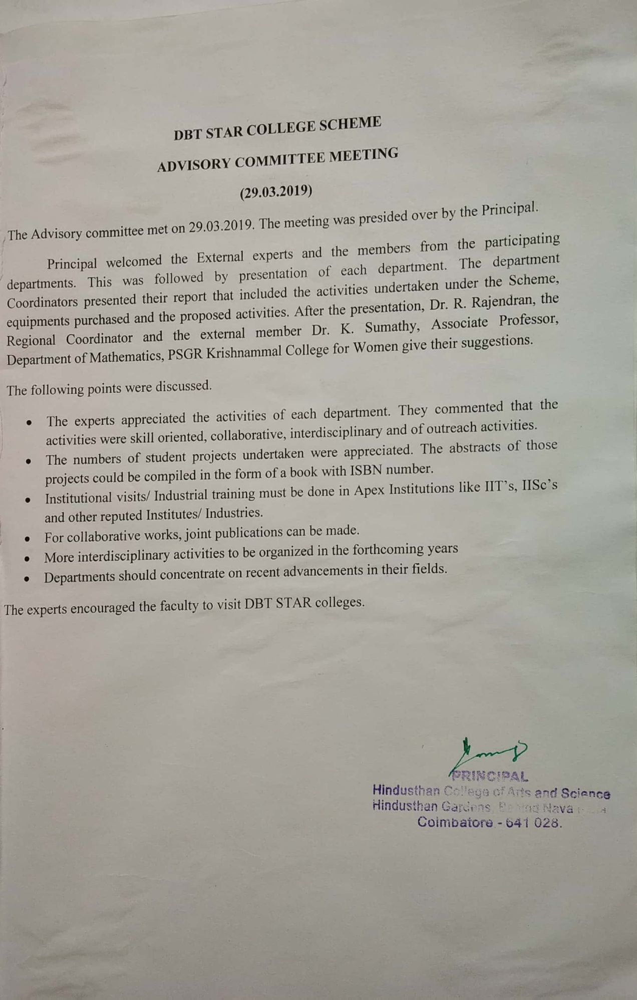 DBT STAR COLLEGE SCHEME
ADVISORY COMMITTEE MEETING
(29.03.2019)
The Advisory committee met on 29.03.2019. The meeting was presided over by the Principal.
Principal welcomed the External experts and the members from the participating
departments. This was followed by presentation of each department. The department
Coordinators presented their report that included the activities undertaken under the Scheme,
equipments purchased and the proposed activities. After the presentation, Dr. R. Rajendran, the
Regional Coordinator and the external member Dr. K. Sumathy, Associate Professor,
Department of Mathematics, PSGR Krishnammal College for Women give their suggestions.
The following points were discussed.
• The experts appreciated the activities of each department. They commented that the
activities were skill oriented, collaborative, interdisciplinary and of outreach activities.
• The numbers of student projects undertaken were appreciated. The abstracts of those
projects could be compiled in the form of a book with ISBN number.
• Institutional visits/ Industrial training must be done in Apex Institutions like IIT’s, IISc’s
and other reputed Institutes/ Industries.
• For collaborative works, joint publications can be made.
• More interdisciplinary activities to be organized in the forthcoming years
• Departments should concentrate on recent advancements in their fields.
The experts encouraged the faculty to visit DBT STAR colleges.
PRINCIPAL
Hindusthan College of Arts and Science
Hindusthan Gardens, Behind Nava
Coimbatore - 641 028.